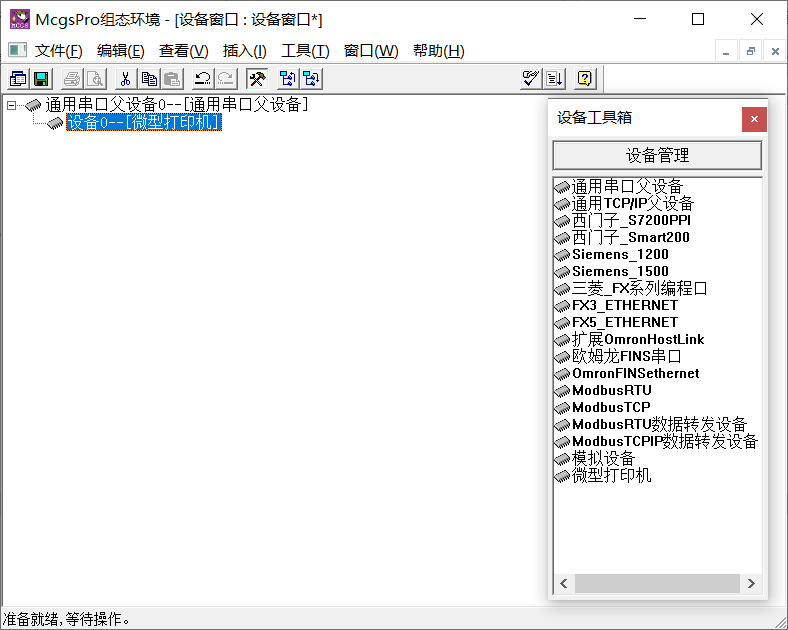 McgsPro组态环境 - [设备窗口 : 设备窗口*]
文件(F) 编辑(E) 查看(V) 插入(I) 工具(T) 窗口(W) 帮助(H)
通用串口父设备0--[通用串口父设备]
设备0--[微型打印机]
设备工具箱
设备管理
通用串口父设备
通用TCP/IP父设备
西门子_S7200PPI
西门子_Smart200
Siemens_1200
Siemens_1500
三菱_FX系列编程口
FX3_ETHERNET
FX5_ETHERNET
扩展OmronHostLink
欧姆龙FINS串口
OmronFINSethernet
ModbusRTU
ModbusTCP
ModbusRTU数据转发设备
ModbusTCPIP数据转发设备
模拟设备
微型打印机
准备就绪,等待操作。